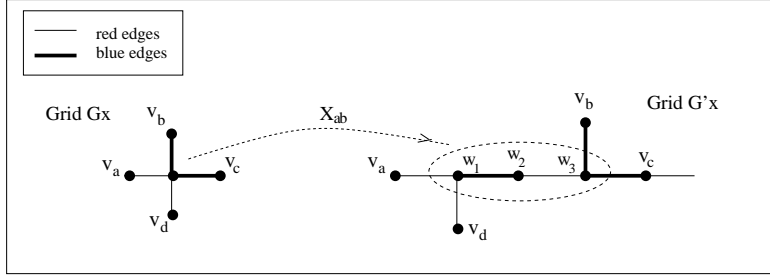 red edges
blue edges
Grid Gx
v_b
v_a
v_c
v_d
X_ab
v_b
Grid G'x
v_a
w_1
w_2
w_3
v_c
v_d